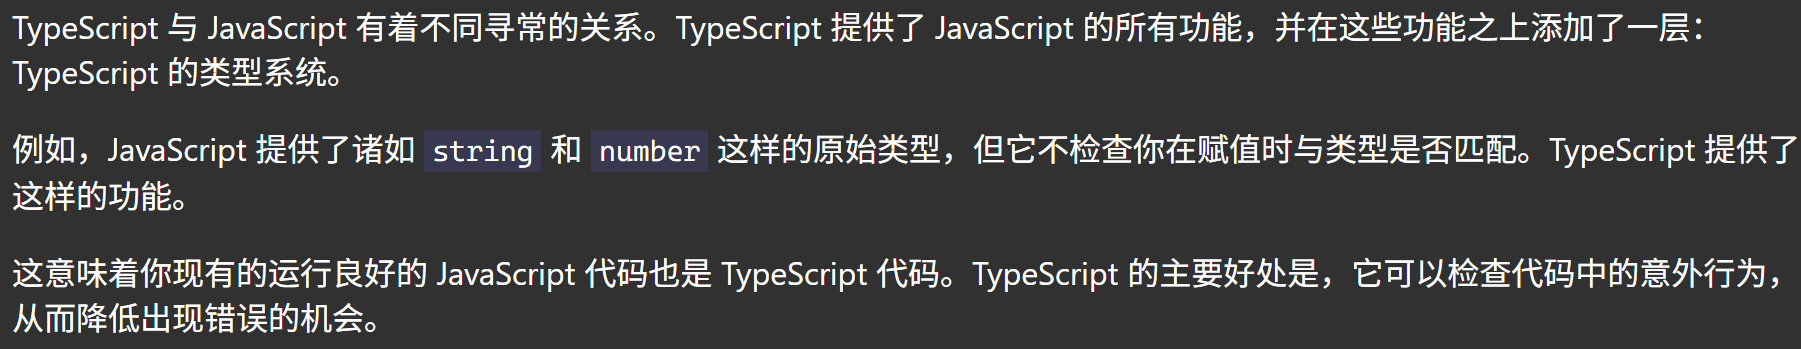 TypeScript 与 JavaScript 有着不同寻常的关系。TypeScript 提供了 JavaScript 的所有功能，并在这些功能之上添加了一层：
TypeScript 的类型系统。
例如，JavaScript 提供了诸如 string 和 number 这样的原始类型，但它不检查你在赋值时与类型是否匹配。TypeScript 提供了
这样的功能。
这意味着你现有的运行良好的 JavaScript 代码也是 TypeScript 代码。TypeScript 的主要好处是，它可以检查代码中的意外行为，
从而降低出现错误的机会。